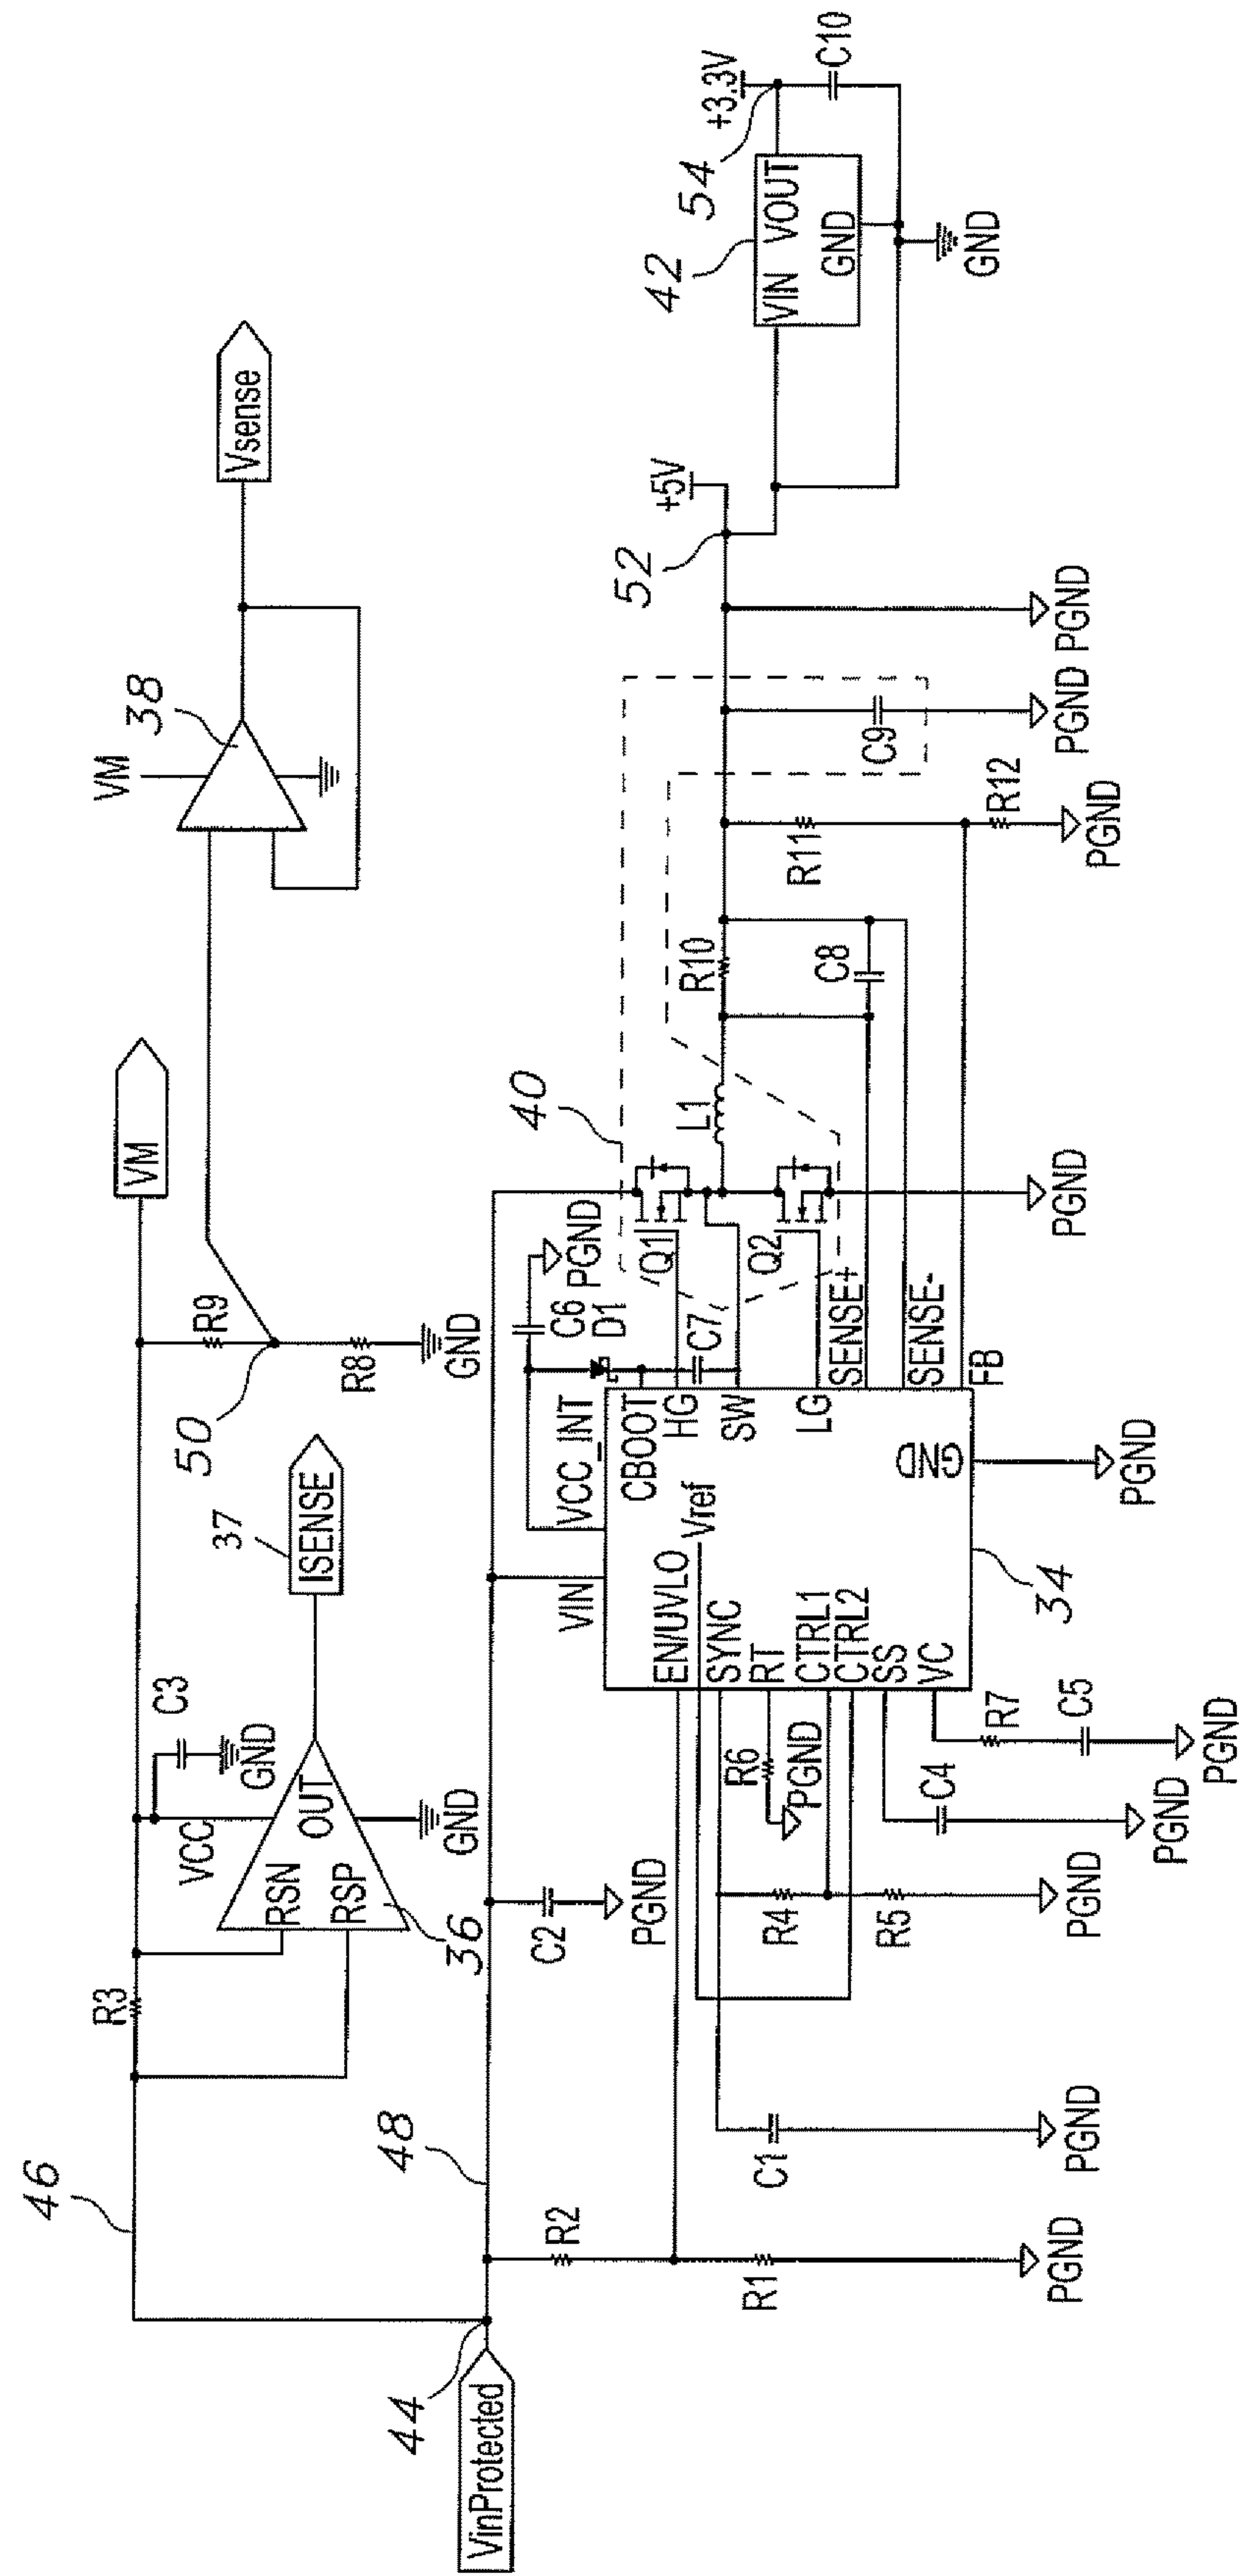 46
R3
VCC
C3
GND
RSN
OUT
RSP
36
GND
37
ISENSE
VM
R9
50
R8
GND
VM
38
Vsense
VinProtected
44
48
R2
R1
PGND
C1
PGND
C2
PGND
R4
R5
PGND
R6
PGND
C4
PGND
R7
C5
PGND
VIN
VCC_INT
EN/UVLO
Vref
SYNC
RT
CTRL1
CTRL2
SS
VC
CBOOT
HG
SW
LG
SENSE+
SENSE-
FB
GND
34
PGND
C6
PGND
D1
C7
40
Q1
Q2
PGND
L1
R10
C8
R11
R12
PGND
C9
PGND
PGND
52
+5V
42
VIN VOUT
GND
54
+3.3V
C10
GND